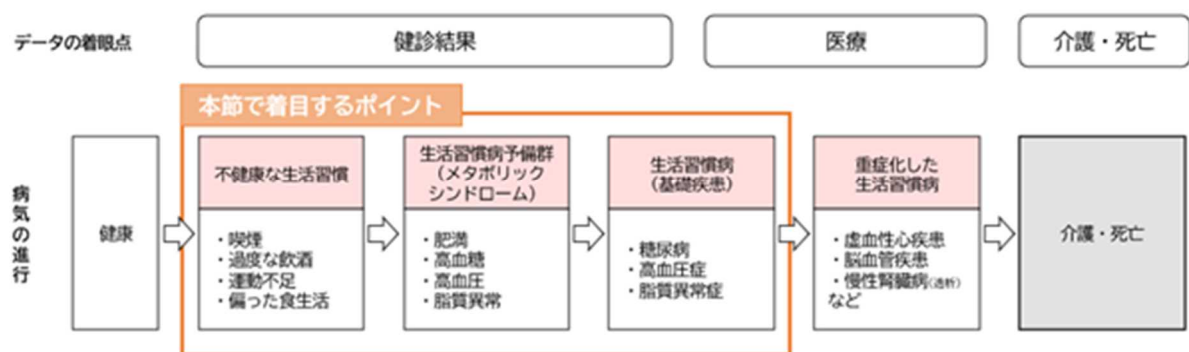 データの着眼点
健診結果
医療
介護・死亡
本節で着目するポイント
病気の進行
健康
不健康な生活習慣
・喫煙
・過度な飲酒
・運動不足
・偏った食生活
生活習慣病予備群
(メタボリック
シンドローム)
・肥満
・高血糖
・高血圧
・脂質異常
生活習慣病
(基礎疾患)
・糖尿病
・高血圧症
・脂質異常症
重症化した
生活習慣病
・虚血性心疾患
・脳血管疾患
・慢性腎臓病(透析)
など
介護・死亡